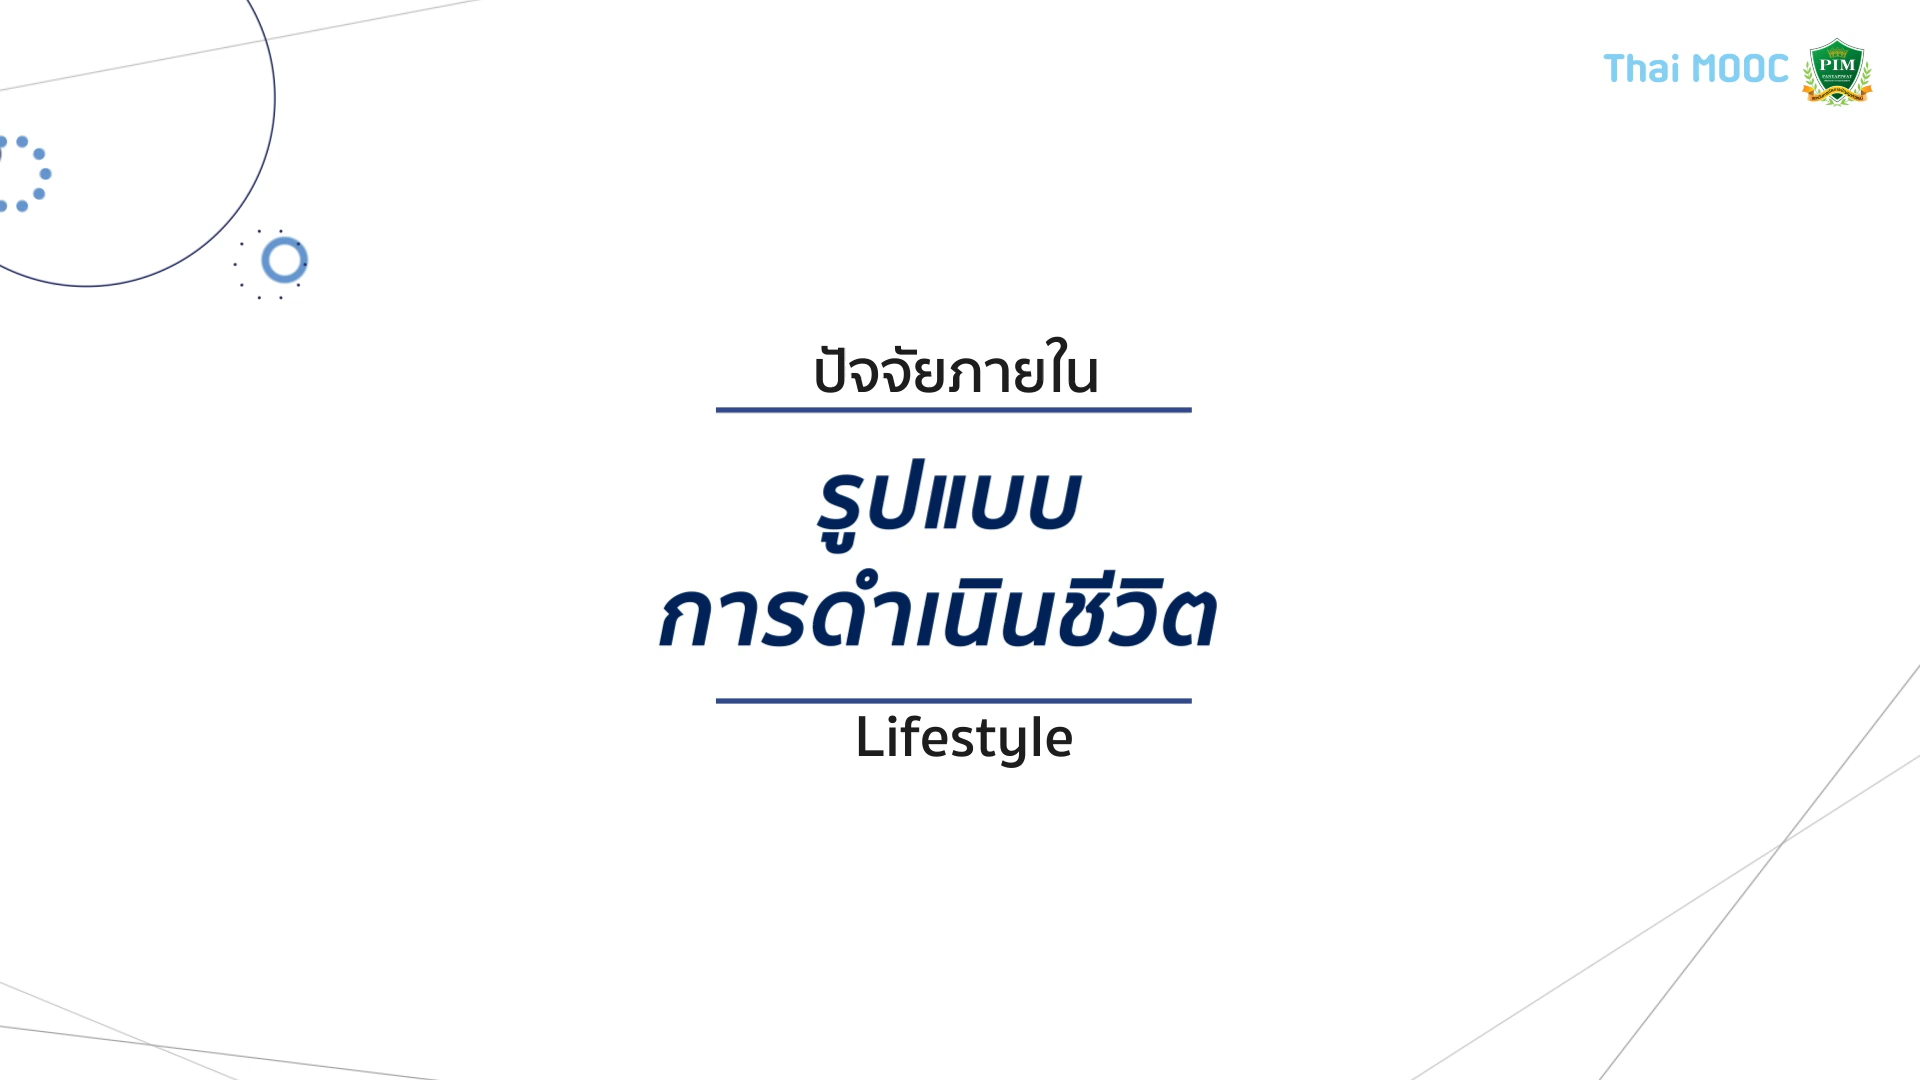 Thai MOOC
PIM
PANYAPIWAT
ปัจจัยภายใน
รูปแบบ
การดำเนินชีวิต
Lifestyle